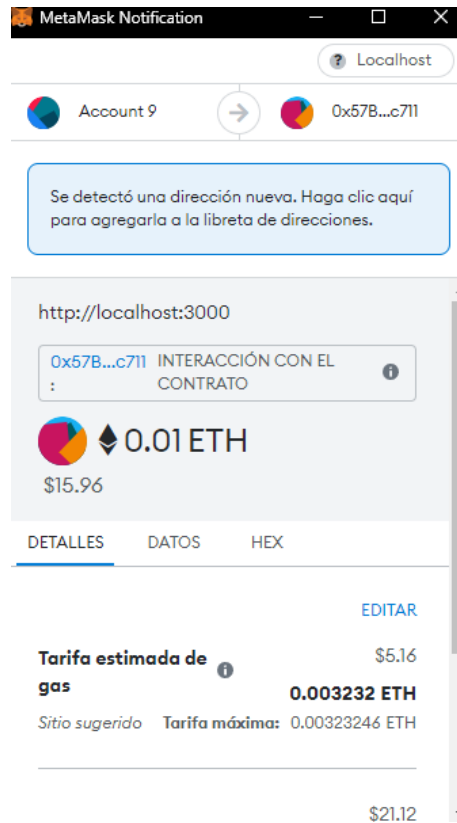 MetaMask Notification
? Localhost
Account 9
0x57B...c711
Se detectó una dirección nueva. Haga clic aquí
para agregarla a la libreta de direcciones.
http://localhost:3000
0x57B...c711 INTERACCIÓN CON EL
: CONTRATO
0.01 ETH
$15.96
DETALLES DATOS HEX
EDITAR
Tarifa estimada de $5.16
gas 0.003232 ETH
Sitio sugerido Tarifa máxima: 0.00323246 ETH
$21.12